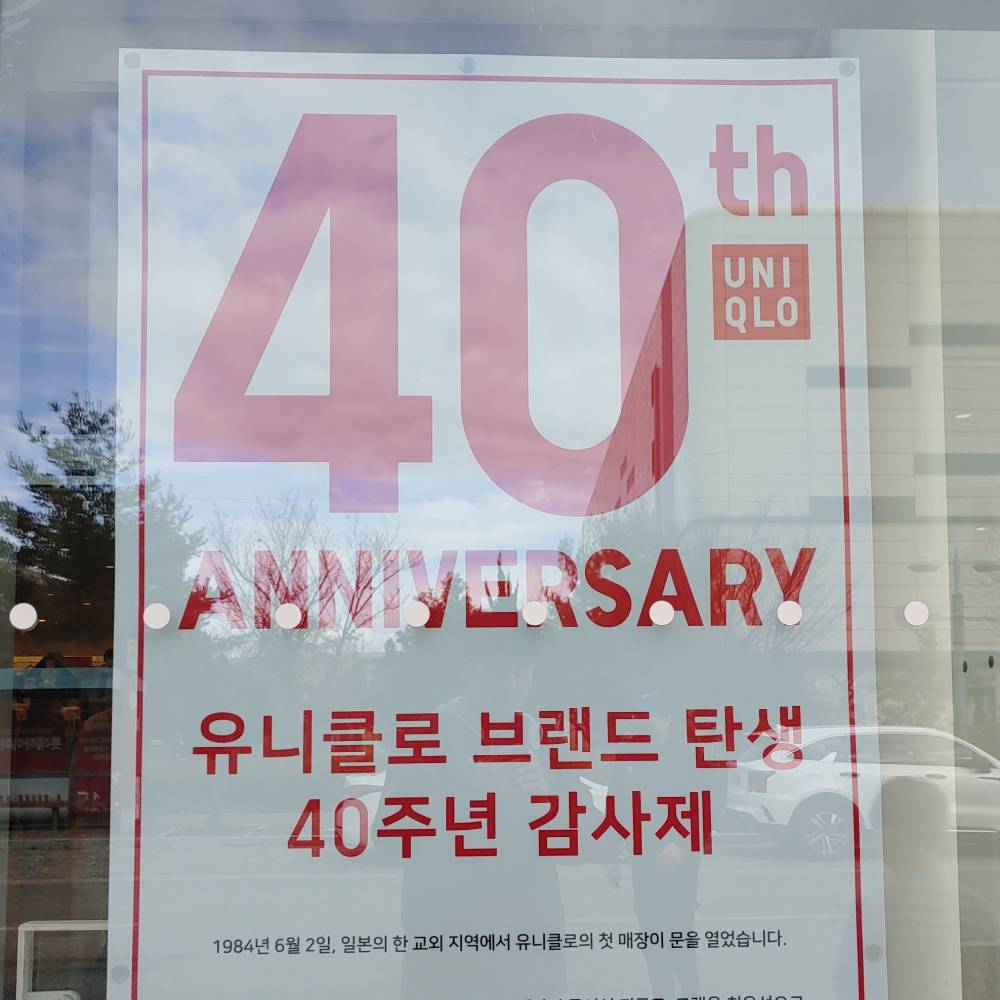 40th
UNI
QLO
ANNIVERSARY
유니클로 브랜드 탄생
40주년 감사제
1984년 6월 2일, 일본의 한 교외 지역에서 유니클로의 첫 매장이 문을 열었습니다.